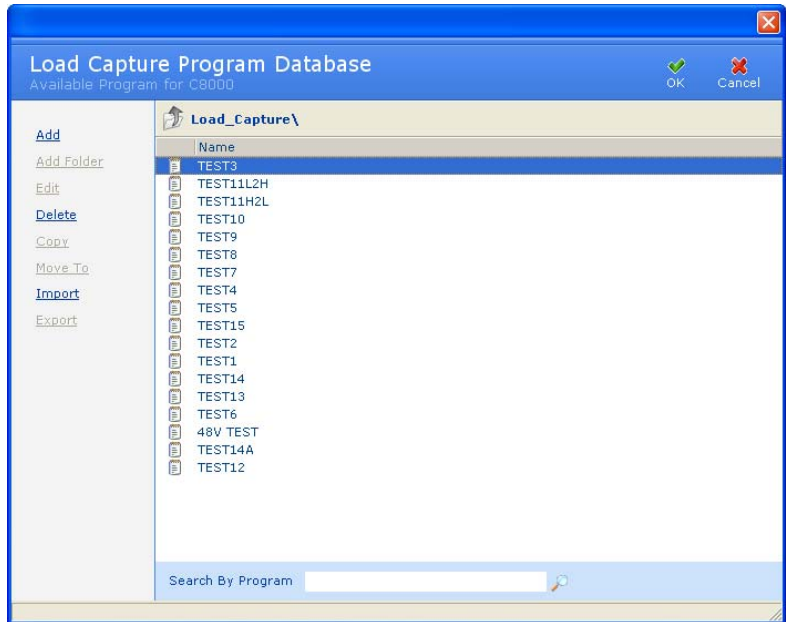 Load Capture Program Database
Available Program for C8000
OK
Cancel
Add
Add Folder
Edit
Delete
Copy
Move To
Import
Export
Load_Capture\
Name
TEST3
TEST11L2H
TEST11H2L
TEST10
TEST9
TEST8
TEST7
TEST4
TEST5
TEST15
TEST2
TEST1
TEST14
TEST13
TEST6
48V TEST
TEST14A
TEST12
Search By Program